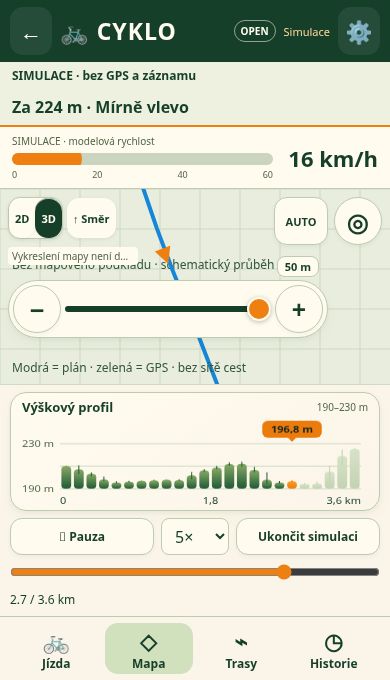 ←
CYKLO
OPEN
Simulace
SIMULACE · bez GPS a záznamu
Za 224 m · Mírně vlevo
SIMULACE · modelová rychlost
16 km/h
0 20 40 60
2D 3D ↑ Směr AUTO
Vykreslení mapy není d...
Bez mapového podkladu · schematický průběh
50 m
− +
Modrá = plán · zelená = GPS · bez sítě cest
Výškový profil
190–230 m
196,8 m
230 m
190 m
0 1,8 3,6 km
Pauza 5× Ukončit simulaci
2.7 / 3.6 km
Jízda Mapa Trasy Historie